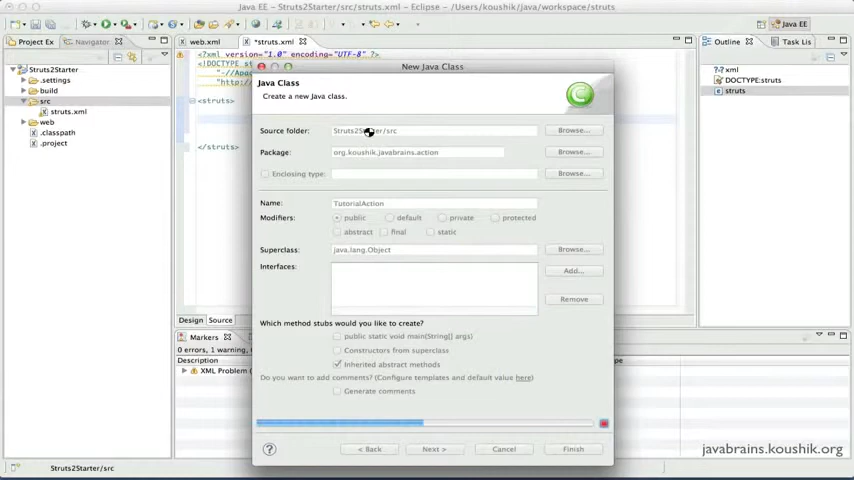 Java EE - Struts2Starter/src/struts.xml - Eclipse - /Users/koushik/java/workspace/struts
Java EE
Project Ex
Navigator
web.xml
*struts.xml
Outline
Task Lis
Struts2Starter
.settings
build
src
struts.xml
web
.classpath
.project
<?xml version="1.0" encoding="UTF-8" ?>
<!DOCTYPE st
"-//Apa
"http:/
<struts>
</struts>
xml
DOCTYPE:struts
struts
New Java Class
Java Class
Create a new Java class.
Source folder:
Browse...
Package:
org.koushik.javabrains.action
Browse...
Enclosing type:
Browse...
Name:
TutorialAction
Modifiers:
public
default
private
protected
abstract
final
static
Superclass:
java.lang.Object
Browse...
Interfaces:
Add...
Remove
Which method stubs would you like to create?
public static void main(String[] args)
Constructors from superclass
Inherited abstract methods
Do you want to add comments? (Configure templates and default value here)
Generate comments
< Back
Next >
Cancel
Finish
Design
Source
Markers
0 errors, 1 warning,
Description
XML Problem (
Struts2Starter/src
javabrains.koushik.org